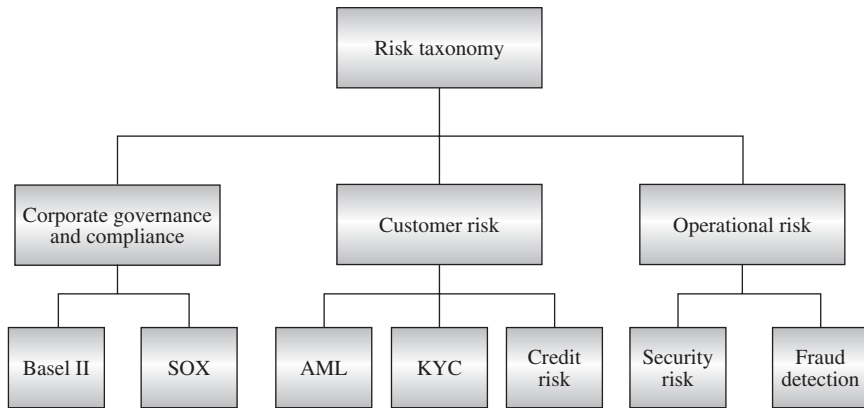 Risk taxonomy
Corporate governance
and compliance
Customer risk
Operational risk
Basel II
SOX
AML
KYC
Credit
risk
Security
risk
Fraud
detection